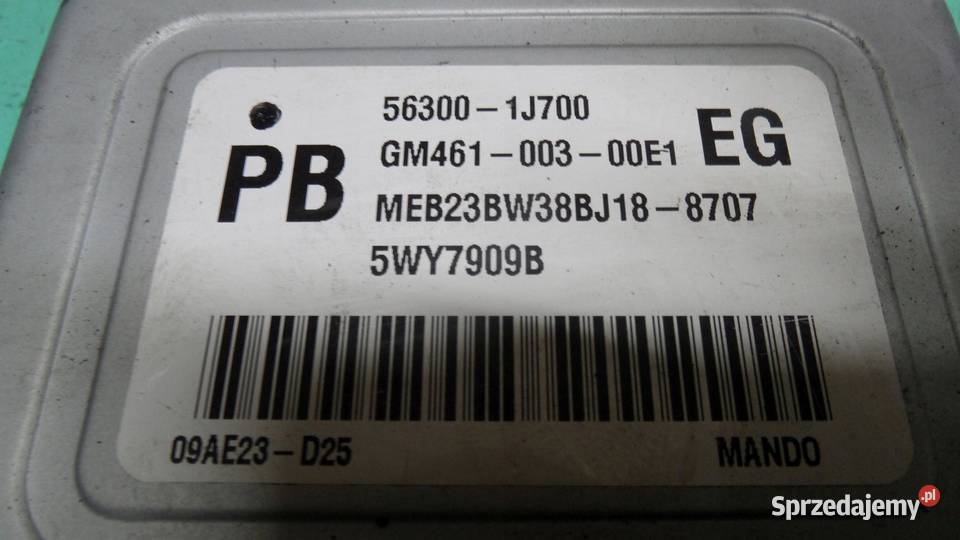 56300-1J700
PB
GM461-003-00E1
EG
MEB23BW38BJ18-8707
5WY7909B
09AE23-D25
MANDO
Sprzedajemy.pl